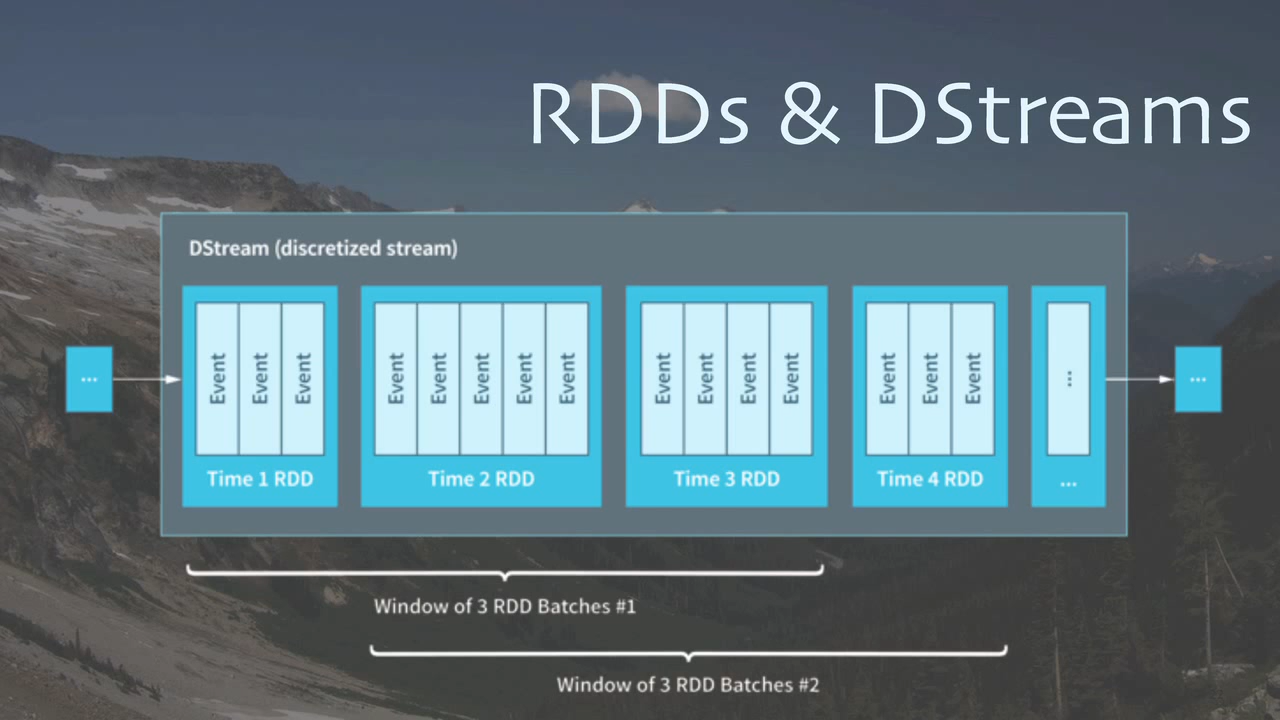 RDDs & DStreams
DStream (discretized stream)
...
Event Event Event
Time 1 RDD
Event Event Event Event Event
Time 2 RDD
Event Event Event Event
Time 3 RDD
Event Event Event
Time 4 RDD
...
...
...
Window of 3 RDD Batches #1
Window of 3 RDD Batches #2